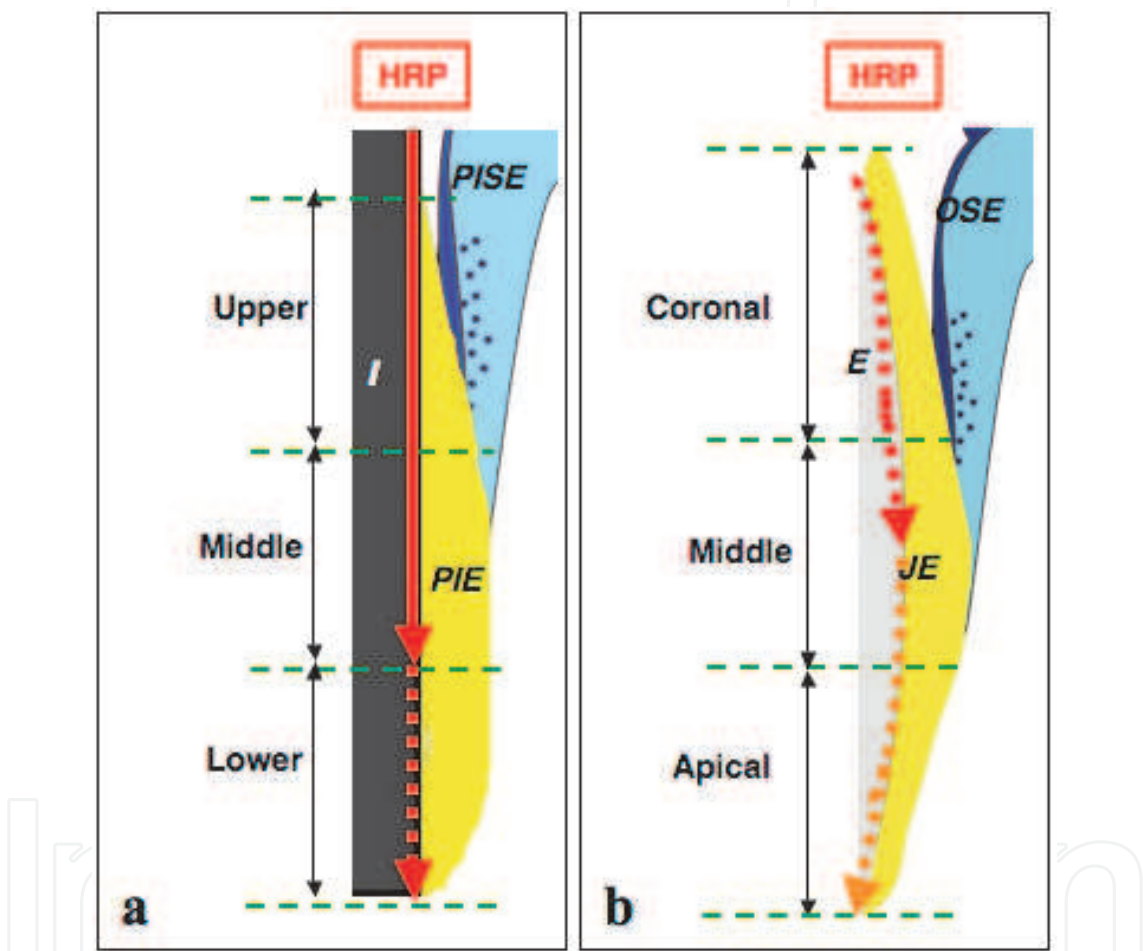 HRP
PISE
Upper
I
Middle
PIE
Lower
a
HRP
OSE
Coronal
E
Middle
JE
Apical
b